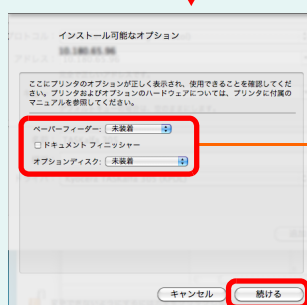 インストール可能なオプション
10.180.65.96
ここにプリンタのオプションが正しく表示され、使用できることを確認してくだ
さい。プリンタおよびオプションのハードウェアについては、プリンタに付属の
マニュアルを参照してください。
ペーパーフィーダー: 未装着
ドキュメント フィニッシャー
オプションディスク: 未装着
キャンセル
続ける